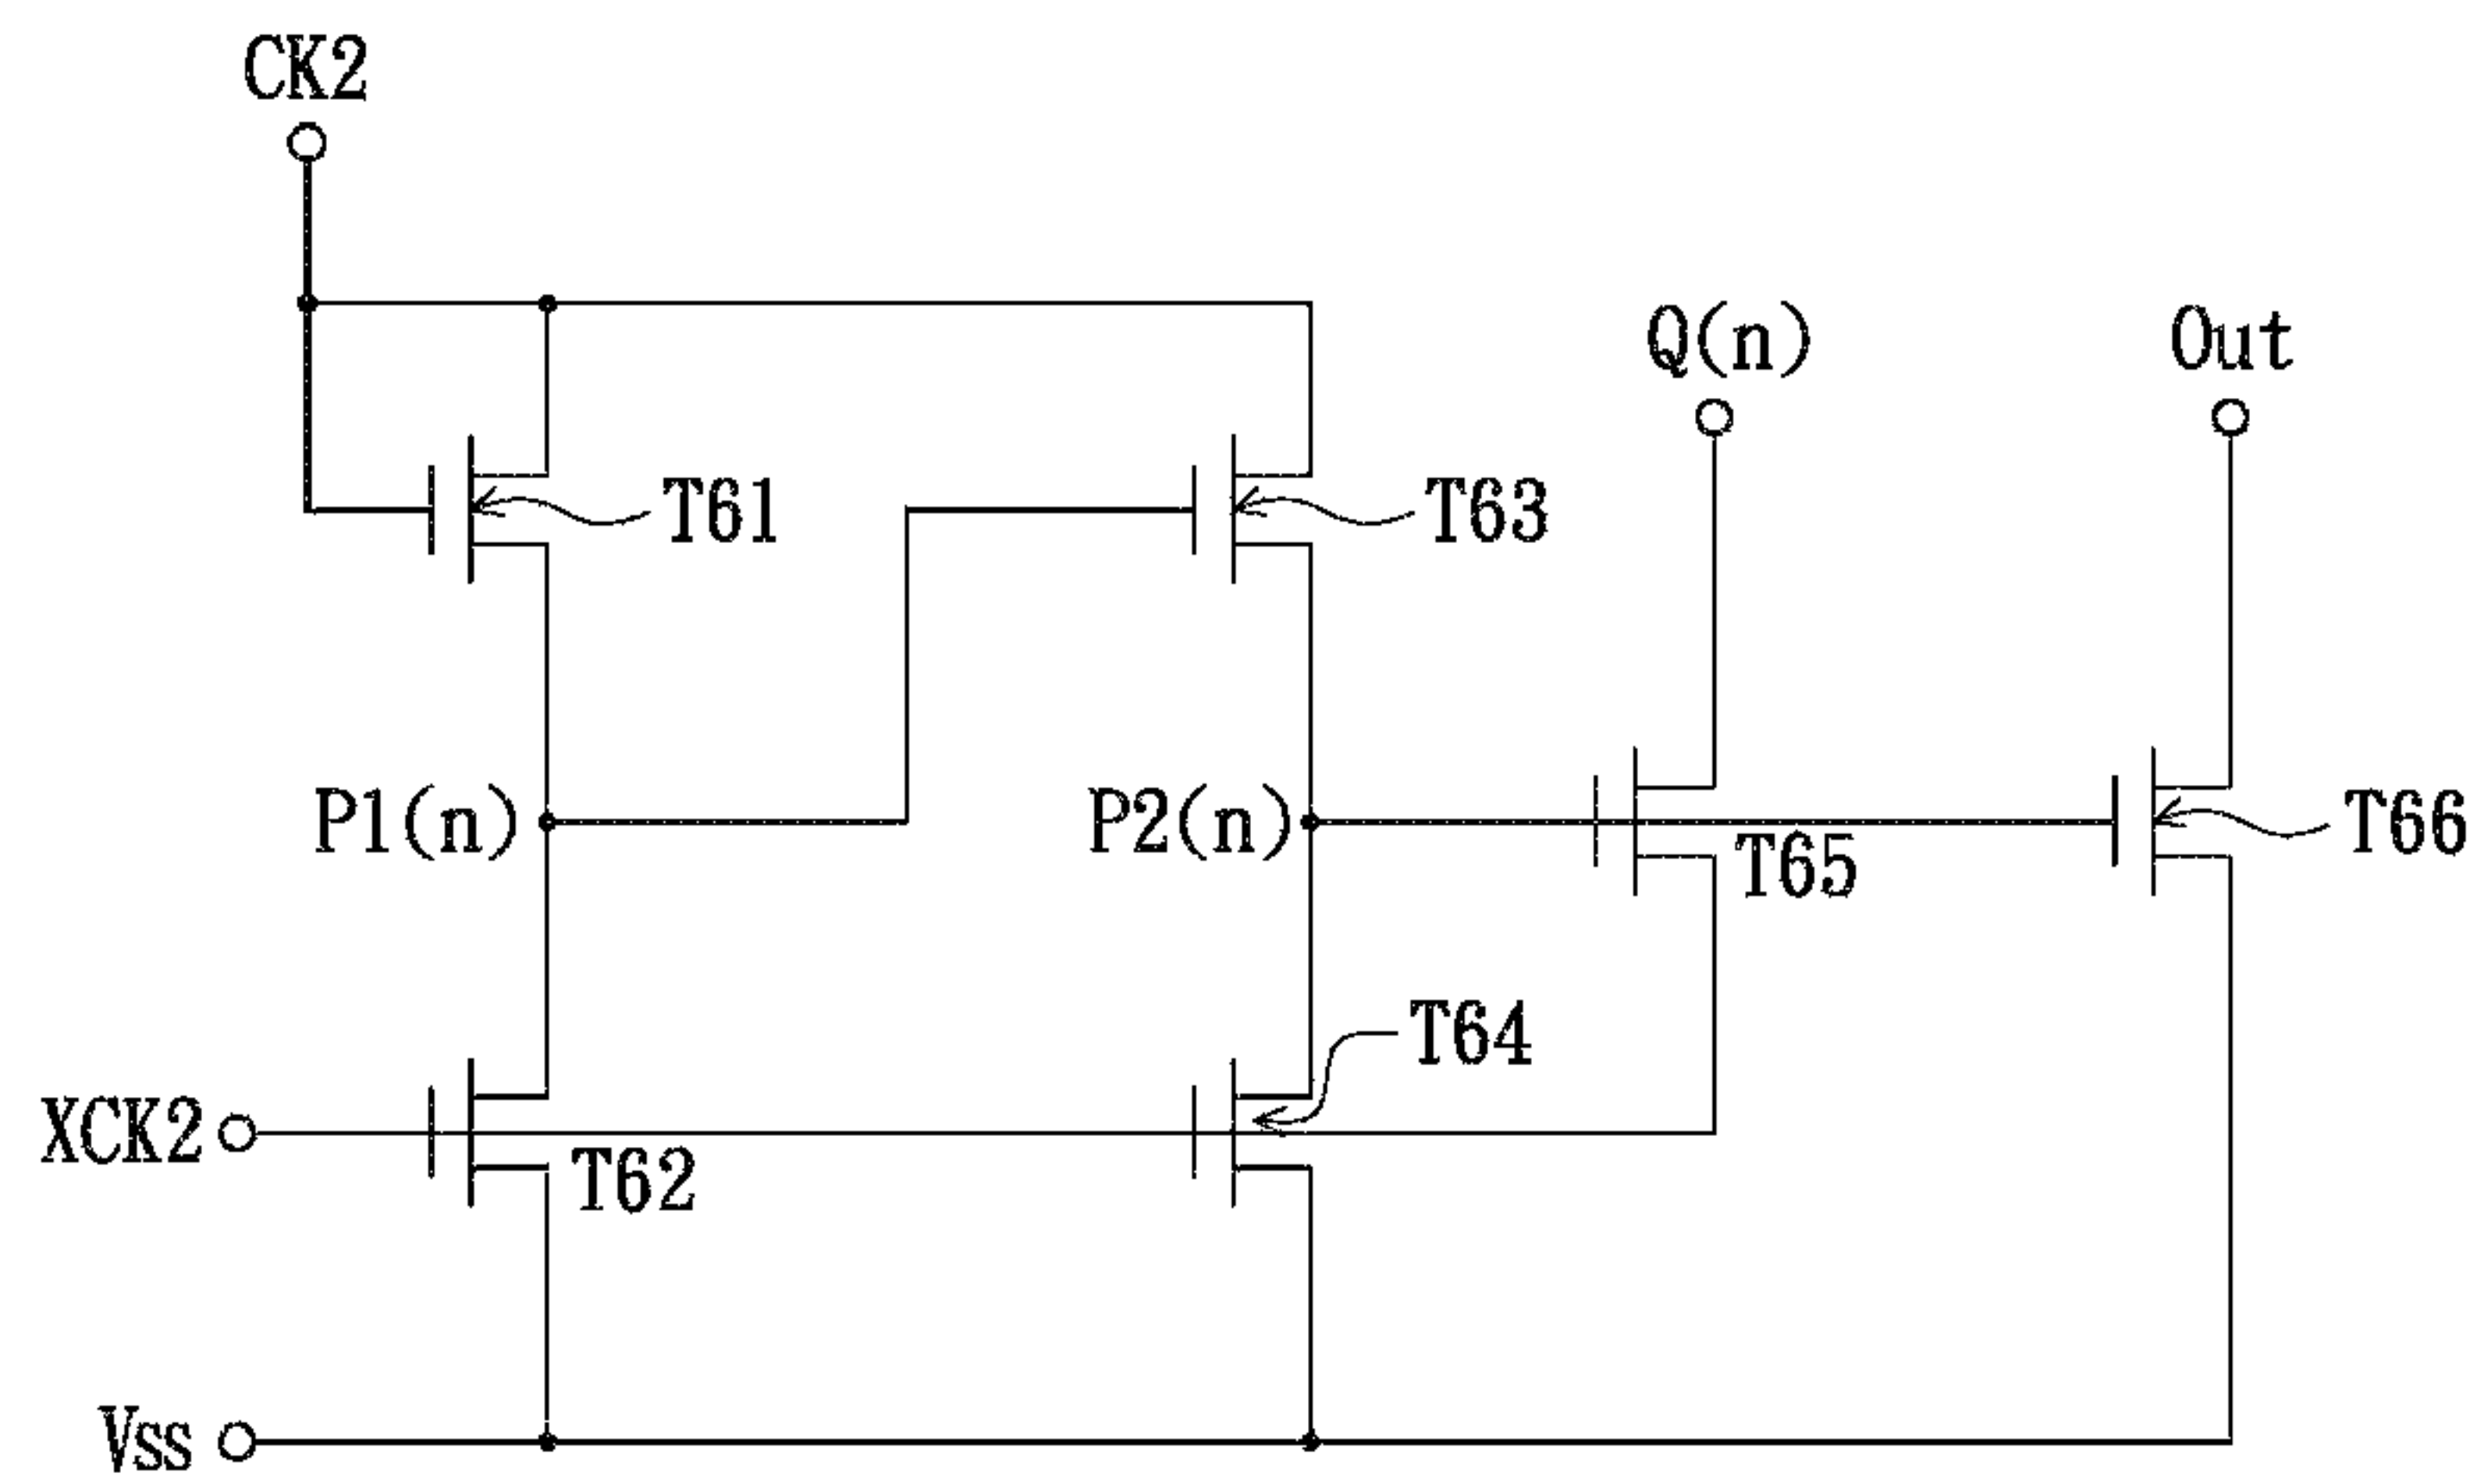 CK2
Q(n)
Out
T61
T63
P1(n)
P2(n)
T65
T66
T64
XCK2
T62
Vss